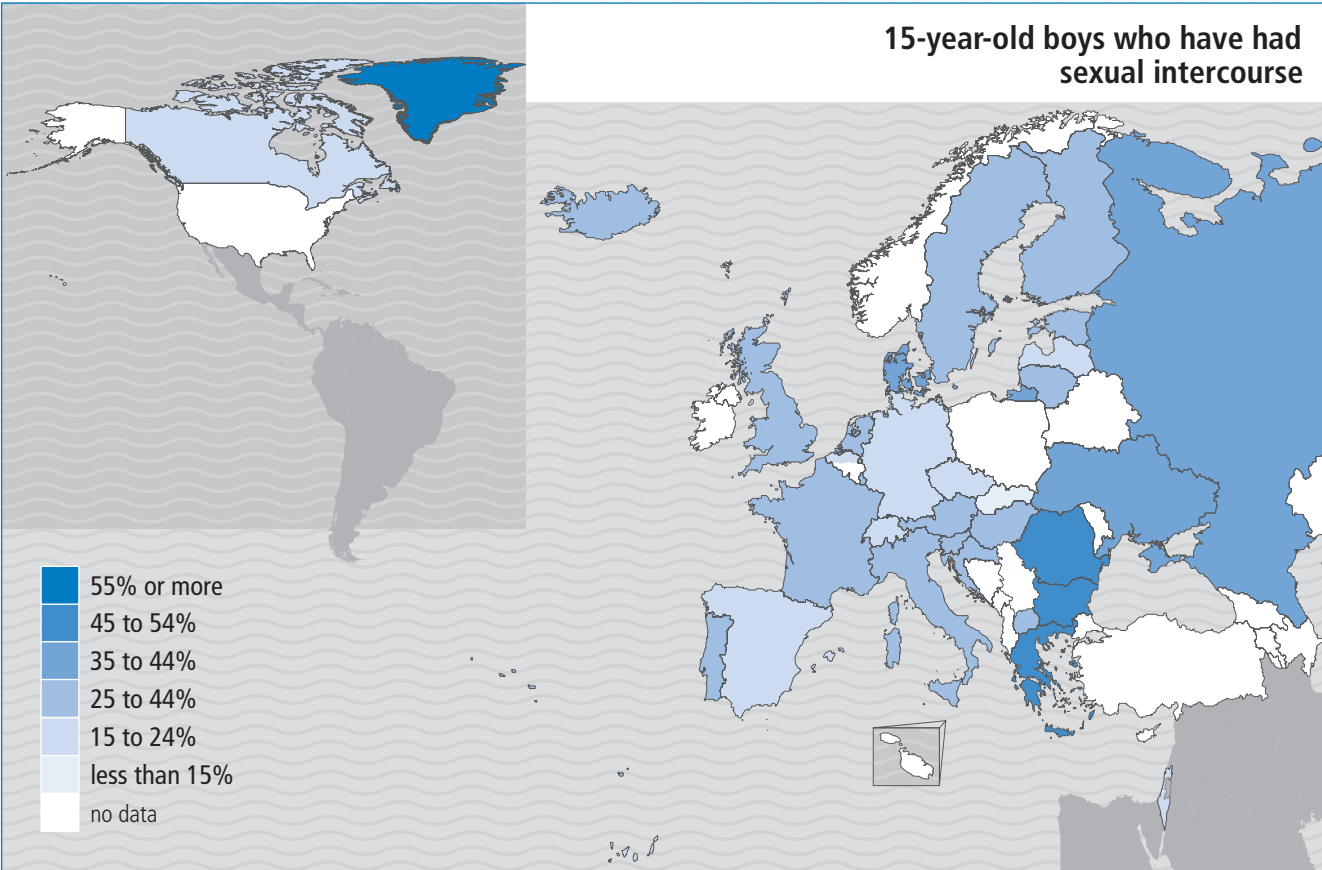 15-year-old boys who have had
sexual intercourse
55% or more
45 to 54%
35 to 44%
25 to 44%
15 to 24%
less than 15%
no data